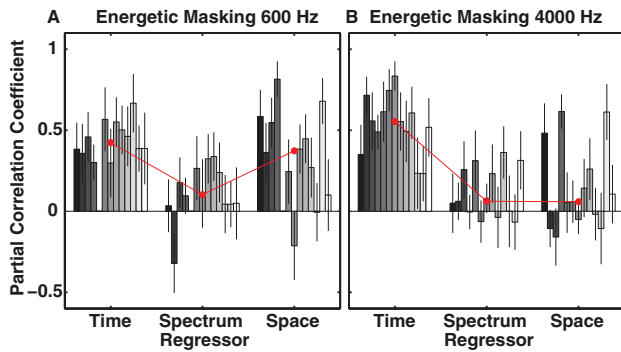 A Energetic Masking 600 Hz
B Energetic Masking 4000 Hz
Partial Correlation Coefficient
1
0.5
0
−0.5
Time Spectrum Space
Regressor
Time Spectrum Space
Regressor